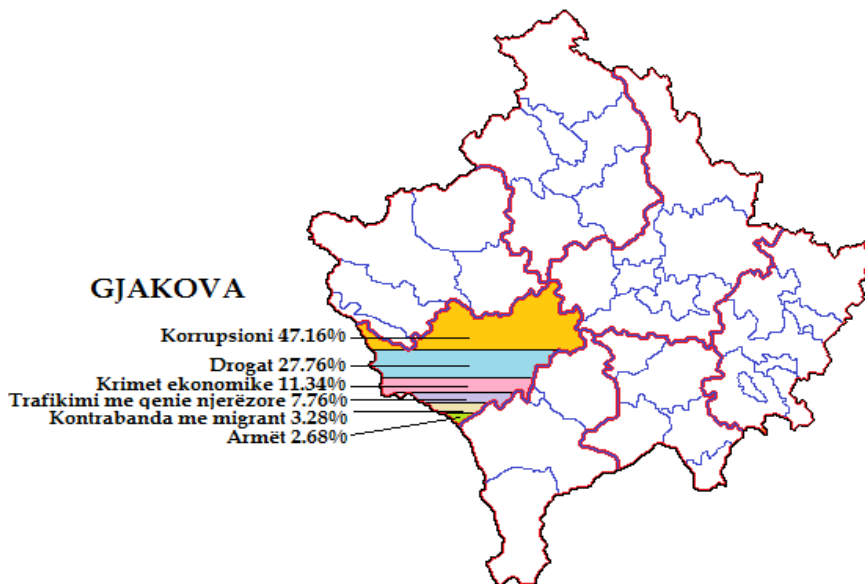 GJAKOVA
Korrupsioni 47.16%
Drogat 27.76%
Krimet ekonomike 11.34%
Trafikimi me qenie njerëzore 7.76%
Kontrabanda me migrant 3.28%
Armët 2.68%